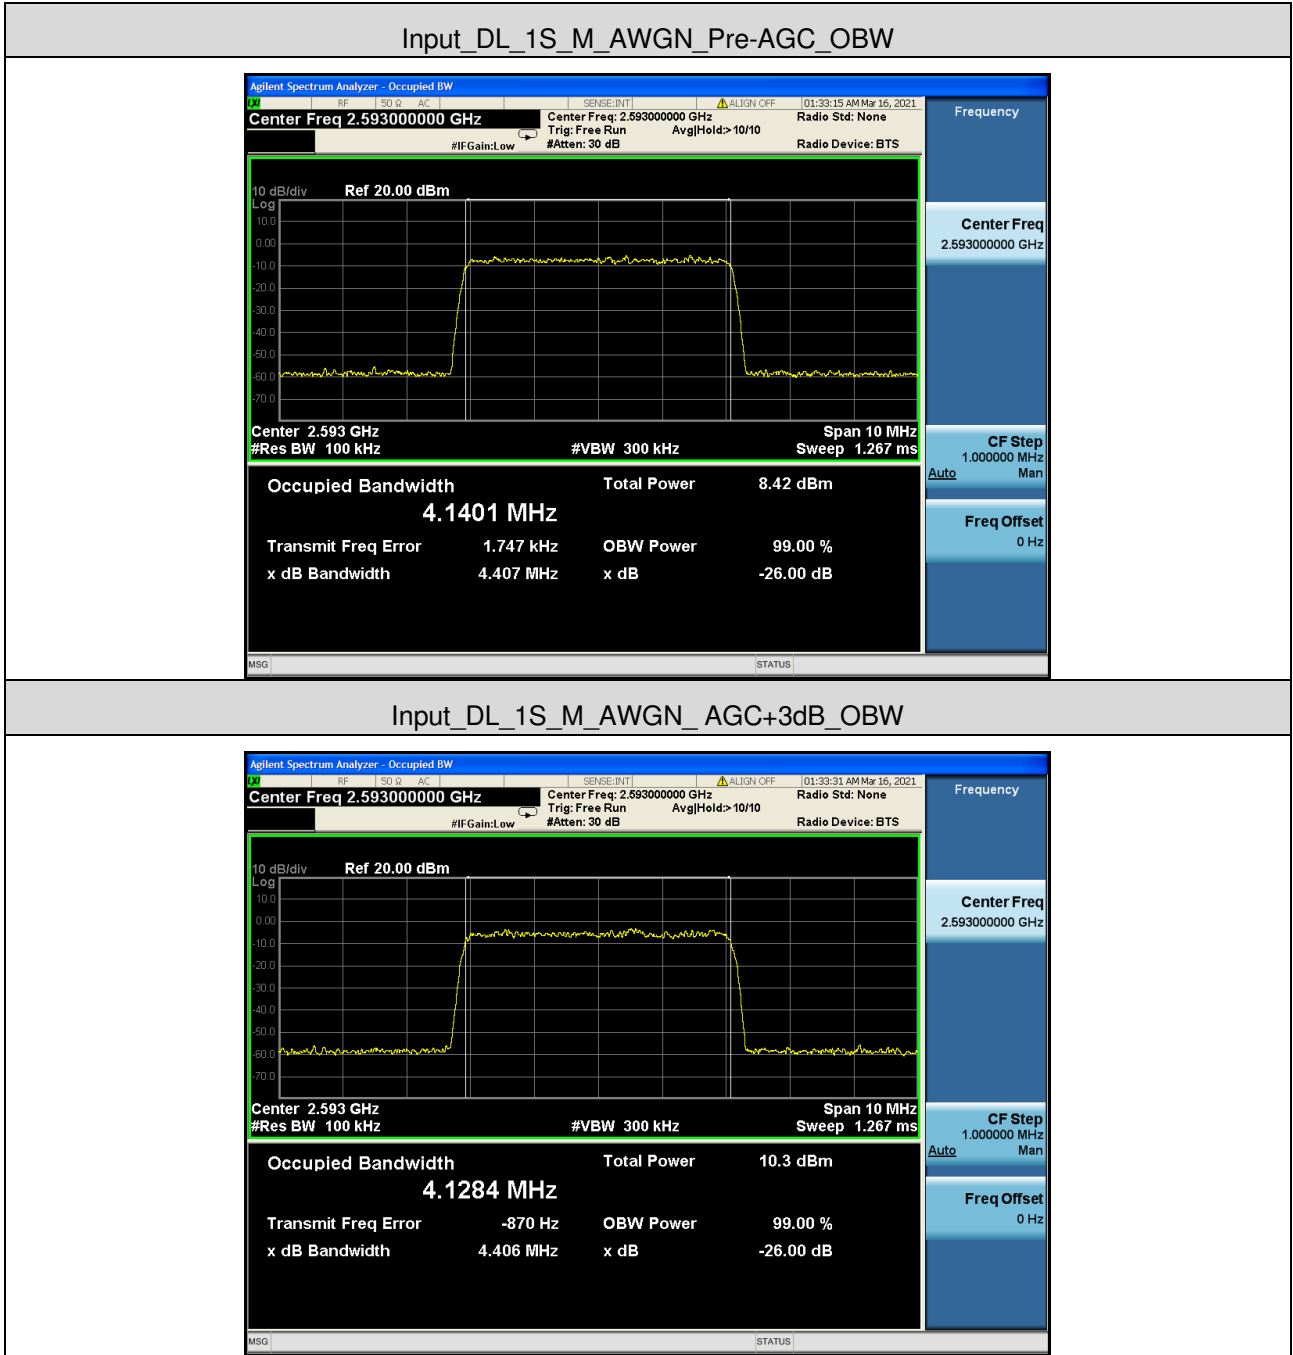 Input_DL_1S_M_AWGN_Pre-AGC_OBW
Agilent Spectrum Analyzer - Occupied BW
LXI RF 50 Ω AC SENSE:INT ALIGN OFF 01:33:15 AM Mar 16, 2021
Center Freq 2.593000000 GHz
Center Freq: 2.593000000 GHz Radio Std: None
Trig: Free Run Avg|Hold:>10/10
#IFGain:Low #Atten: 30 dB Radio Device: BTS
10 dB/div Ref 20.00 dBm
Log
10.0
0.00
-10.0
-20.0
-30.0
-40.0
-50.0
-60.0
-70.0
Center 2.593 GHz Span 10 MHz
#Res BW 100 kHz #VBW 300 kHz Sweep 1.267 ms
Occupied Bandwidth Total Power 8.42 dBm
4.1401 MHz
Transmit Freq Error 1.747 kHz OBW Power 99.00 %
x dB Bandwidth 4.407 MHz x dB -26.00 dB
MSG STATUS
Frequency
Center Freq
2.593000000 GHz
CF Step
1.000000 MHz
Auto Man
Freq Offset
0 Hz
Input_DL_1S_M_AWGN_ AGC+3dB_OBW
Agilent Spectrum Analyzer - Occupied BW
LXI RF 50 Ω AC SENSE:INT ALIGN OFF 01:33:31 AM Mar 16, 2021
Center Freq 2.593000000 GHz
Center Freq: 2.593000000 GHz Radio Std: None
Trig: Free Run Avg|Hold:>10/10
#IFGain:Low #Atten: 30 dB Radio Device: BTS
10 dB/div Ref 20.00 dBm
Log
10.0
0.00
-10.0
-20.0
-30.0
-40.0
-50.0
-60.0
-70.0
Center 2.593 GHz Span 10 MHz
#Res BW 100 kHz #VBW 300 kHz Sweep 1.267 ms
Occupied Bandwidth Total Power 10.3 dBm
4.1284 MHz
Transmit Freq Error -870 Hz OBW Power 99.00 %
x dB Bandwidth 4.406 MHz x dB -26.00 dB
MSG STATUS
Frequency
Center Freq
2.593000000 GHz
CF Step
1.000000 MHz
Auto Man
Freq Offset
0 Hz